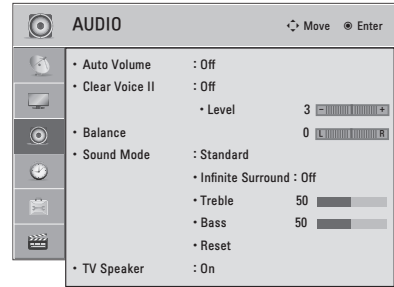 AUDIO Move Enter
• Auto Volume : Off
• Clear Voice II : Off
• Level 3 - +
• Balance 0 L R
• Sound Mode : Standard
• Infinite Surround : Off
• Treble 50
• Bass 50
• Reset
• TV Speaker : On